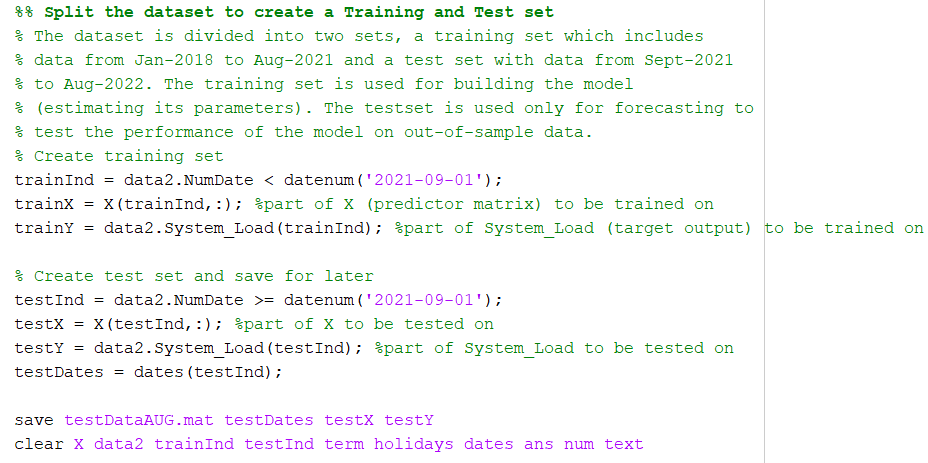 %% Split the dataset to create a Training and Test set
% The dataset is divided into two sets, a training set which includes
% data from Jan-2018 to Aug-2021 and a test set with data from Sept-2021
% to Aug-2022. The training set is used for building the model
% (estimating its parameters). The testset is used only for forecasting to
% test the performance of the model on out-of-sample data.
% Create training set
trainInd = data2.NumDate < datenum('2021-09-01');
trainX = X(trainInd,:); %part of X (predictor matrix) to be trained on
trainY = data2.System_Load(trainInd); %part of System_Load (target output) to be trained on
% Create test set and save for later
testInd = data2.NumDate >= datenum('2021-09-01');
testX = X(testInd,:); %part of X to be tested on
testY = data2.System_Load(testInd); %part of System_Load to be tested on
testDates = dates(testInd);
save testDataAUG.mat testDates testX testY
clear X data2 trainInd testInd term holidays dates ans num text